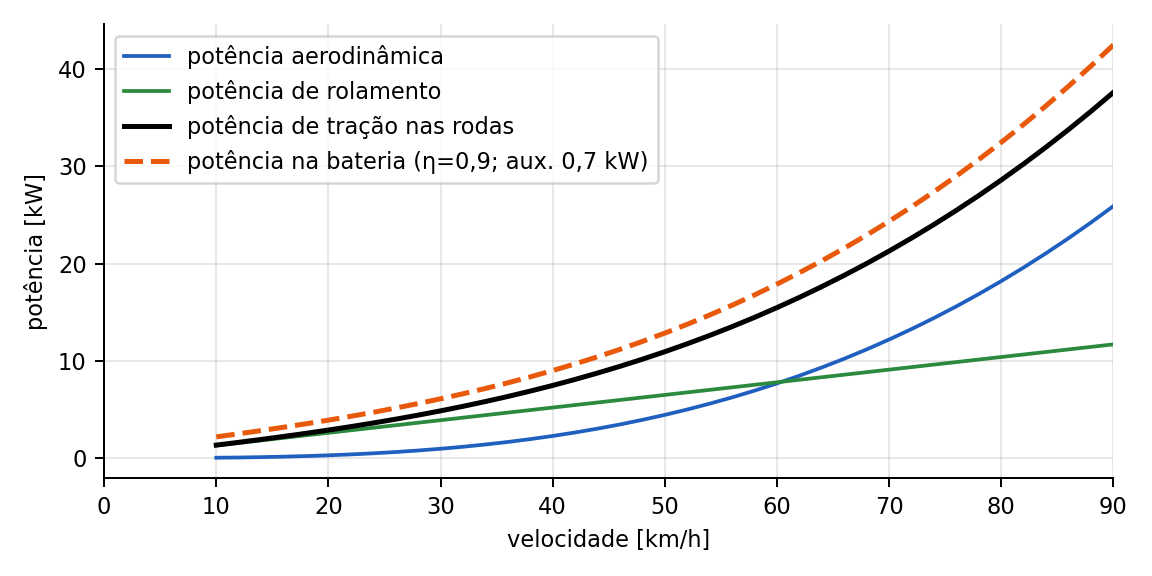 potência aerodinâmica
potência de rolamento
potência de tração nas rodas
potência na bateria (η=0,9; aux. 0,7 kW)
potência [kW]
40
30
20
10
0
0 10 20 30 40 50 60 70 80 90
velocidade [km/h]